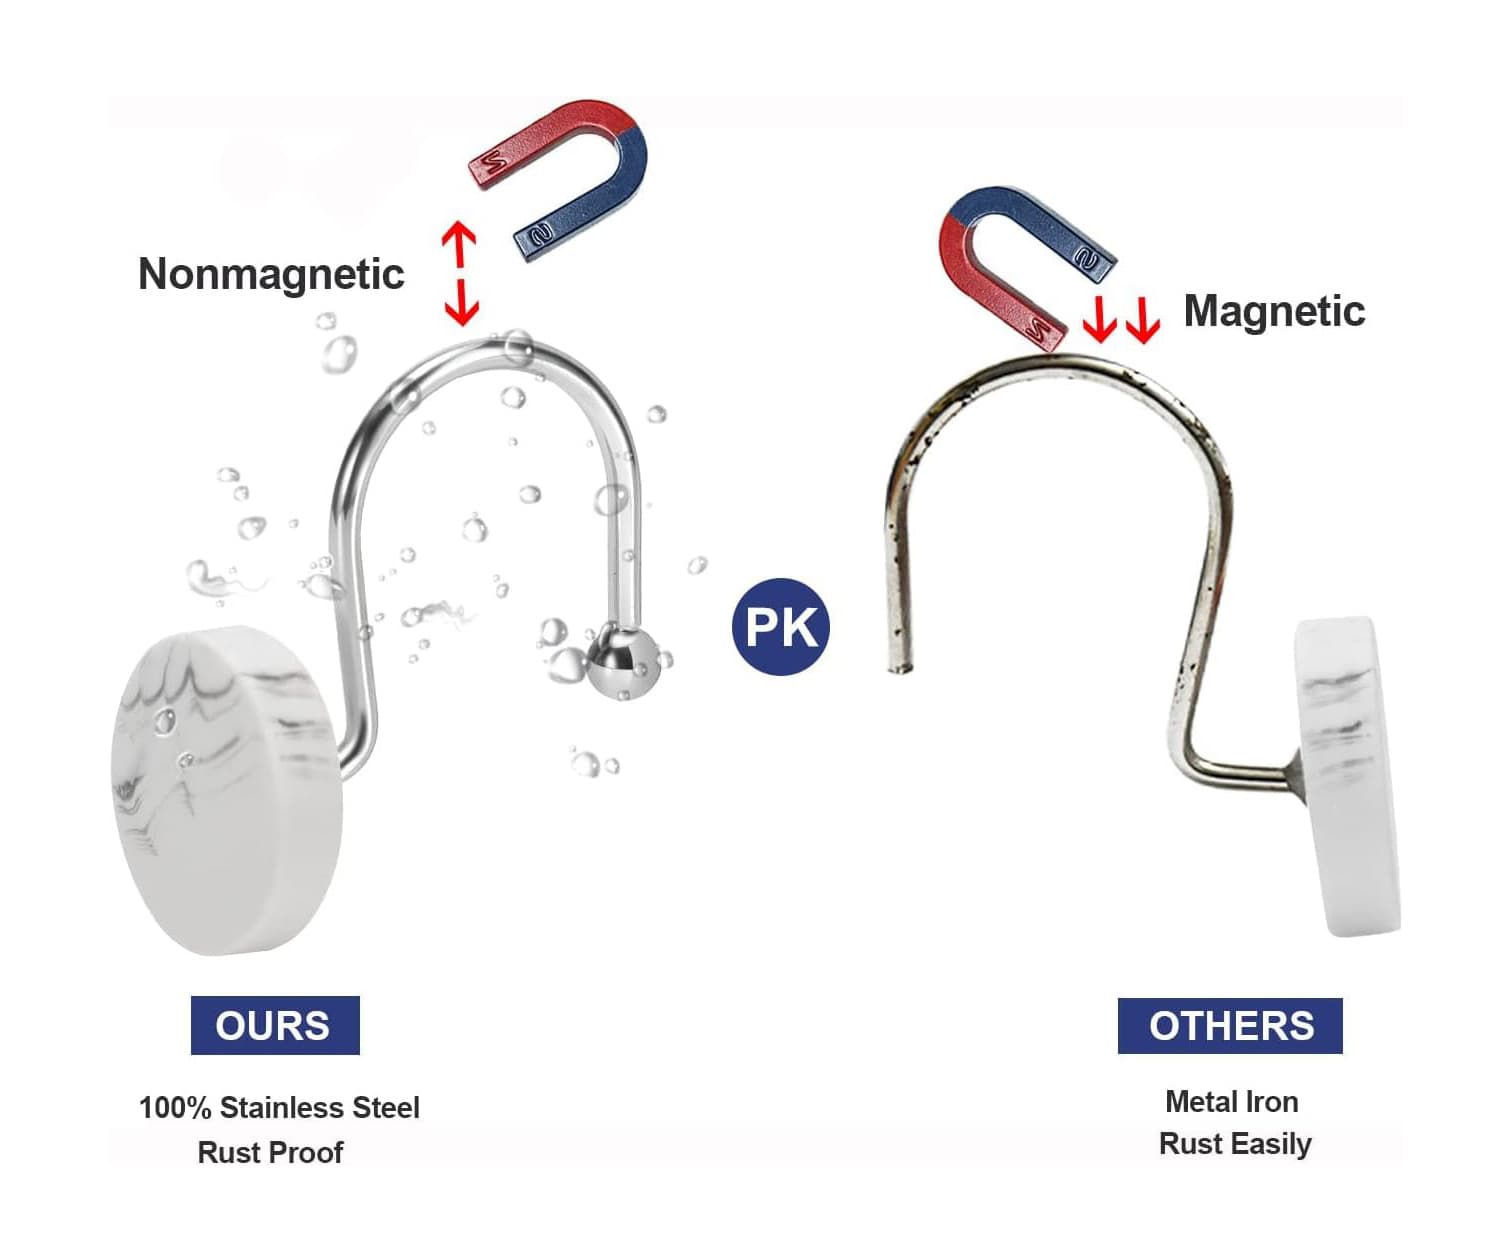 N
S
Nonmagnetic
N
S
Magnetic
PK
OURS
OTHERS
100% Stainless Steel
Rust Proof
Metal Iron
Rust Easily